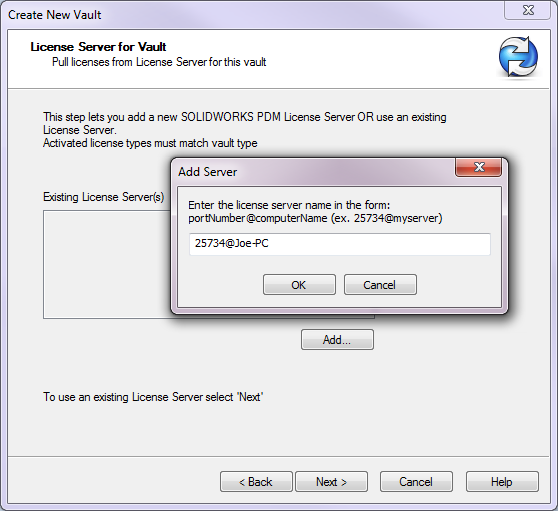 Create New Vault
License Server for Vault
Pull licenses from License Server for this vault
This step lets you add a new SOLIDWORKS PDM License Server OR use an existing
License Server.
Activated license types must match vault type
Existing License Server(s)
Add Server
Enter the license server name in the form:
portNumber@computerName (ex. 25734@myserver)
25734@Joe-PC
OK
Cancel
Add...
To use an existing License Server select 'Next'
< Back
Next >
Cancel
Help